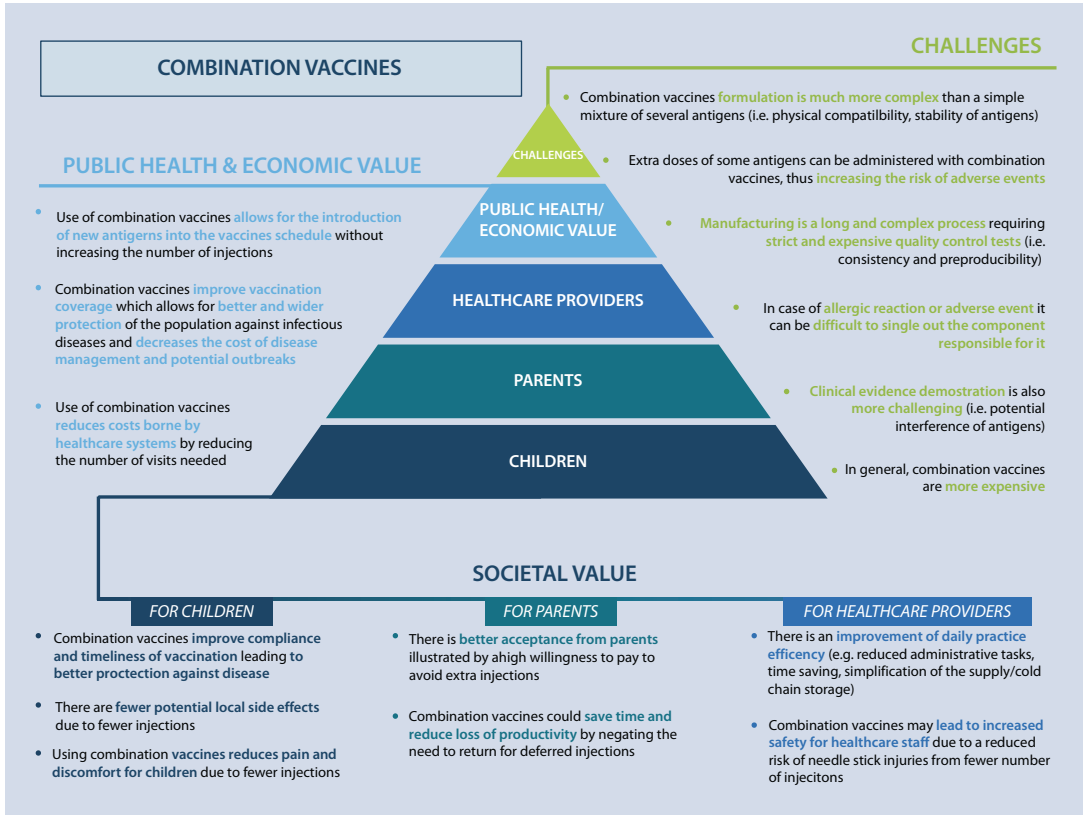 COMBINATION VACCINES
CHALLENGES
Combination vaccines formulation is much more complex than a simple
mixture of several antigens (i.e. physical compatilbility, stability of antigens)
Extra doses of some antigens can be administered with combination
vaccines, thus increasing the risk of adverse events
Manufacturing is a long and complex process requiring
strict and expensive quality control tests (i.e.
consistency and preproducibility)
In case of allergic reaction or adverse event it
can be difficult to single out the component
responsible for it
Clinical evidence demostration is also
more challenging (i.e. potential
interference of antigens)
In general, combination vaccines
are more expensive
PUBLIC HEALTH & ECONOMIC VALUE
Use of combination vaccines allows for the introduction
of new antigerns into the vaccines schedule without
increasing the number of injections
Combination vaccines improve vaccination
coverage which allows for better and wider
protection of the population against infectious
diseases and decreases the cost of disease
management and potential outbreaks
Use of combination vaccines
reduces costs borne by
healthcare systems by reducing
the number of visits needed
CHALLENGES
PUBLIC HEALTH/
ECONOMIC VALUE
HEALTHCARE PROVIDERS
PARENTS
CHILDREN
SOCIETAL VALUE
FOR CHILDREN
Combination vaccines improve compliance
and timeliness of vaccination leading to
better proctection against disease
There are fewer potential local side effects
due to fewer injections
Using combination vaccines reduces pain and
discomfort for children due to fewer injections
FOR PARENTS
There is better acceptance from parents
illustrated by ahigh willingness to pay to
avoid extra injections
Combination vaccines could save time and
reduce loss of productivity by negating the
need to return for deferred injections
FOR HEALTHCARE PROVIDERS
There is an improvement of daily practice
efficency (e.g. reduced administrative tasks,
time saving, simplification of the supply/cold
chain storage)
Combination vaccines may lead to increased
safety for healthcare staff due to a reduced
risk of needle stick injuries from fewer number
of injecitons